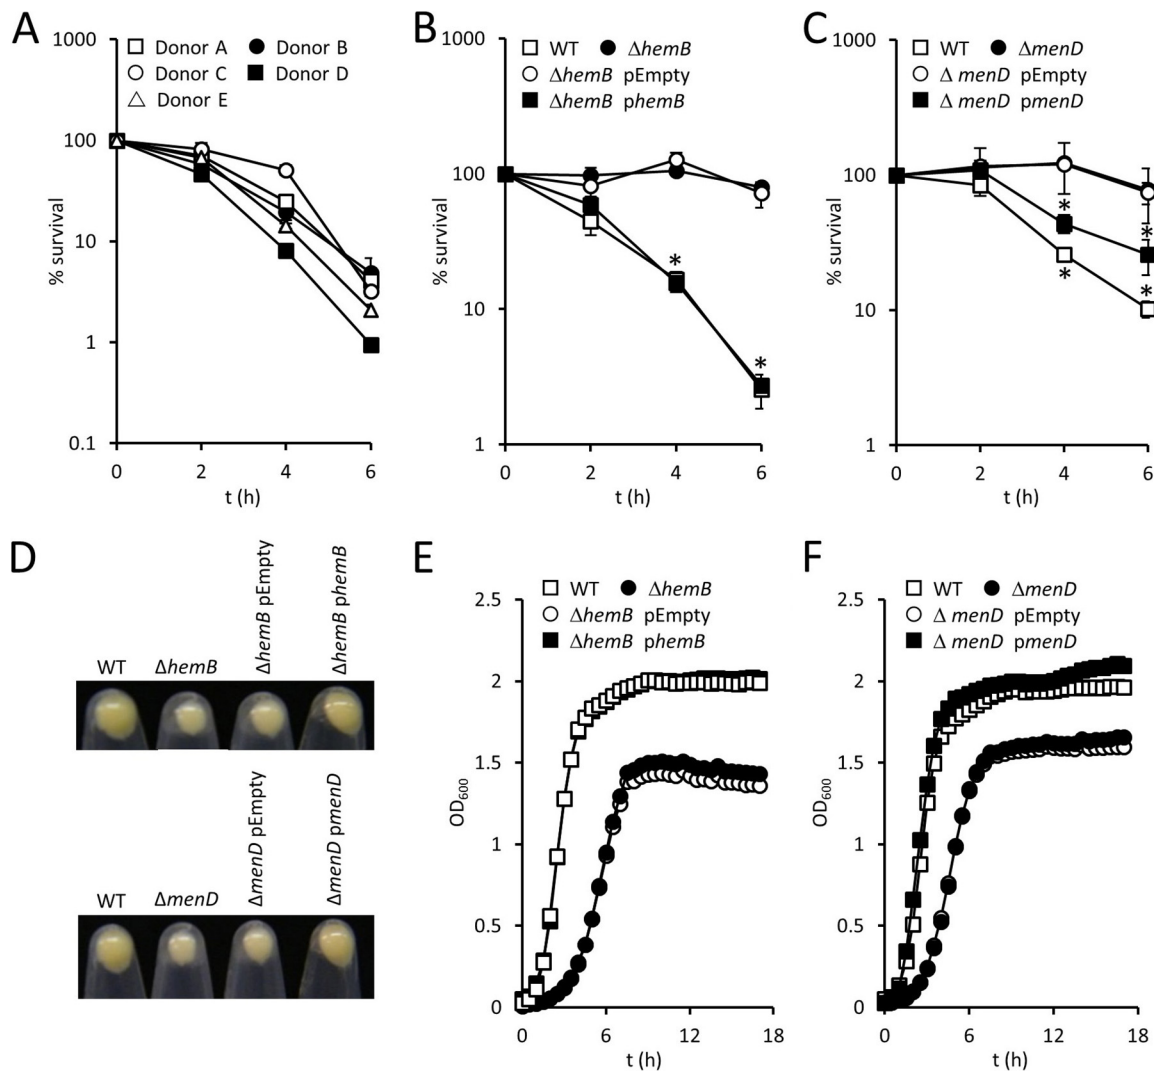 A
Donor A Donor B
Donor C Donor D
Donor E
1000
100
10
1
0.1
% survival
0 2 4 6
t (h)
B
WT ΔhemB
ΔhemB pEmpty
ΔhemB phemB
1000
100
10
1
% survival
* *
0 2 4 6
t (h)
C
WT ΔmenD
Δ menD pEmpty
Δ menD pmenD
1000
100
10
1
% survival
* *
* *
0 2 4 6
t (h)
D
WT ΔhemB ΔhemB pEmpty ΔhemB phemB
WT ΔmenD ΔmenD pEmpty ΔmenD pmenD
E
WT ΔhemB
ΔhemB pEmpty
ΔhemB phemB
2.5
2
1.5
1
0.5
0
OD600
0 6 12 18
t (h)
F
WT ΔmenD
Δ menD pEmpty
Δ menD pmenD
2.5
2
1.5
1
0.5
0
OD600
0 6 12 18
t (h)